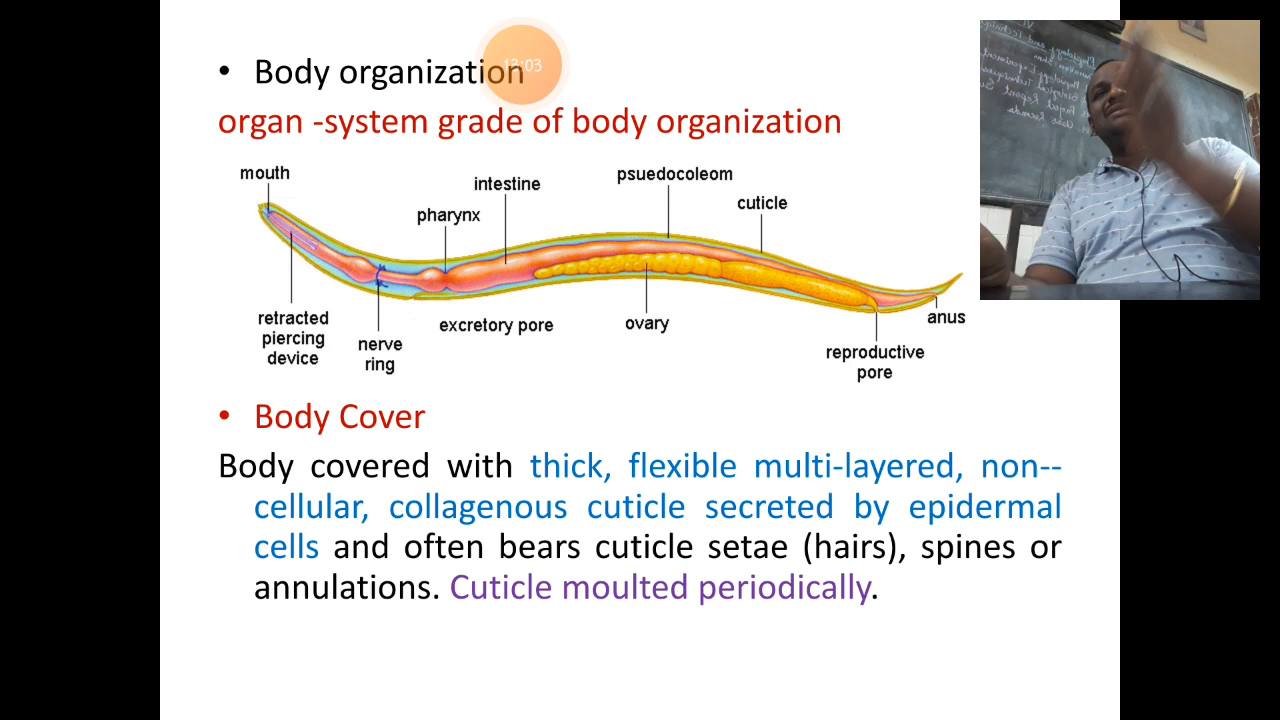 • Body organization
13:03
organ -system grade of body organization
mouth
intestine
psuedocoleom
pharynx
cuticle
retracted
piercing
device
nerve
ring
excretory pore
ovary
reproductive
pore
anus
• Body Cover
Body covered with thick, flexible multi-layered, non--
cellular, collagenous cuticle secreted by epidermal
cells and often bears cuticle setae (hairs), spines or
annulations. Cuticle moulted periodically.